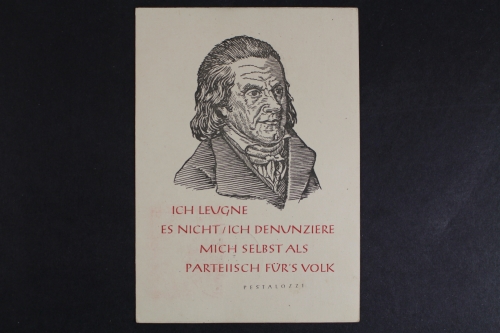 ICH LEUGNE
ES NICHT / ICH DENUNZIERE
MICH SELBST ALS
PARTEIISCH FÜR'S VOLK
PESTALOZZI